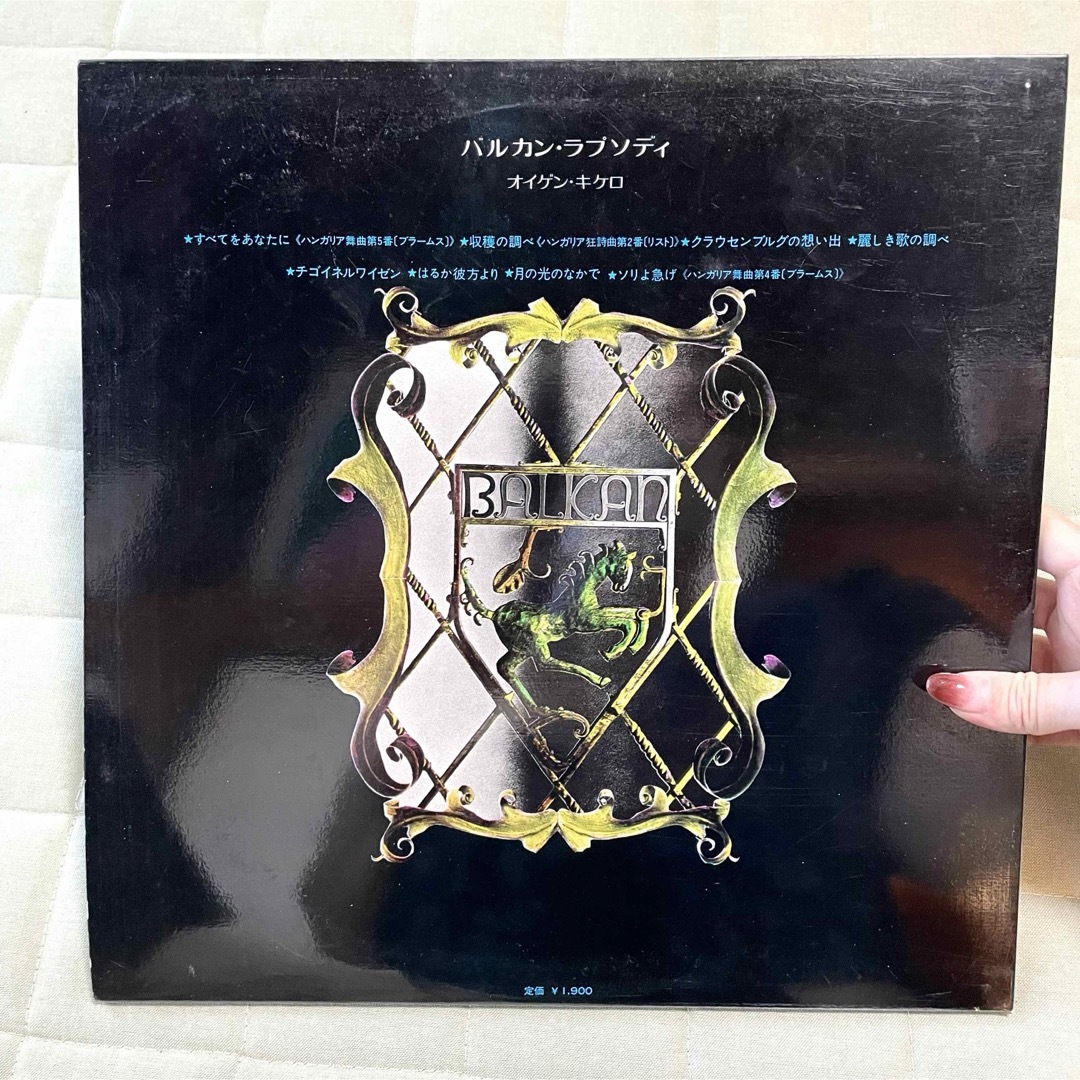 バルカン・ラプソディ
オイゲン・キケロ
★すべてをあなたに《ハンガリア舞曲第5番〔ブラームス〕》 ★収穫の調べ《ハンガリア狂詩曲第2番〔リスト〕》 ★クラウセンブルグの想い出 ★麗しき歌の調べ
★チゴイネルワイゼン ★はるか彼方より ★月の光のなかで ★ソリよ急げ《ハンガリア舞曲第4番〔ブラームス〕》
BALKAN
定価 ￥1,900